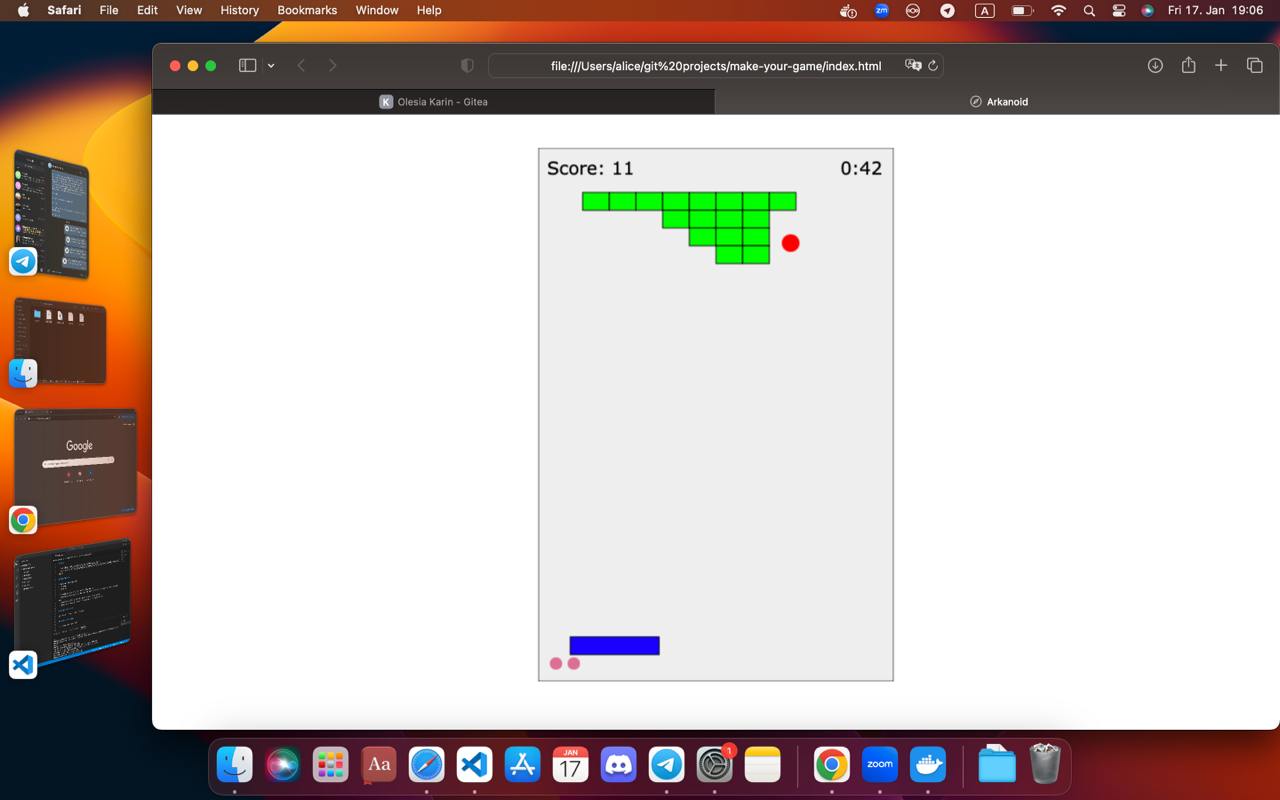 Safari File Edit View History Bookmarks Window Help
zm A Fri 17. Jan 19:06
file:///Users/alice/git%20projects/make-your-game/index.html
K Olesia Karin - Gitea
Arkanoid
Score: 11 0:42
Google
Aa
JAN
17
1
zoom